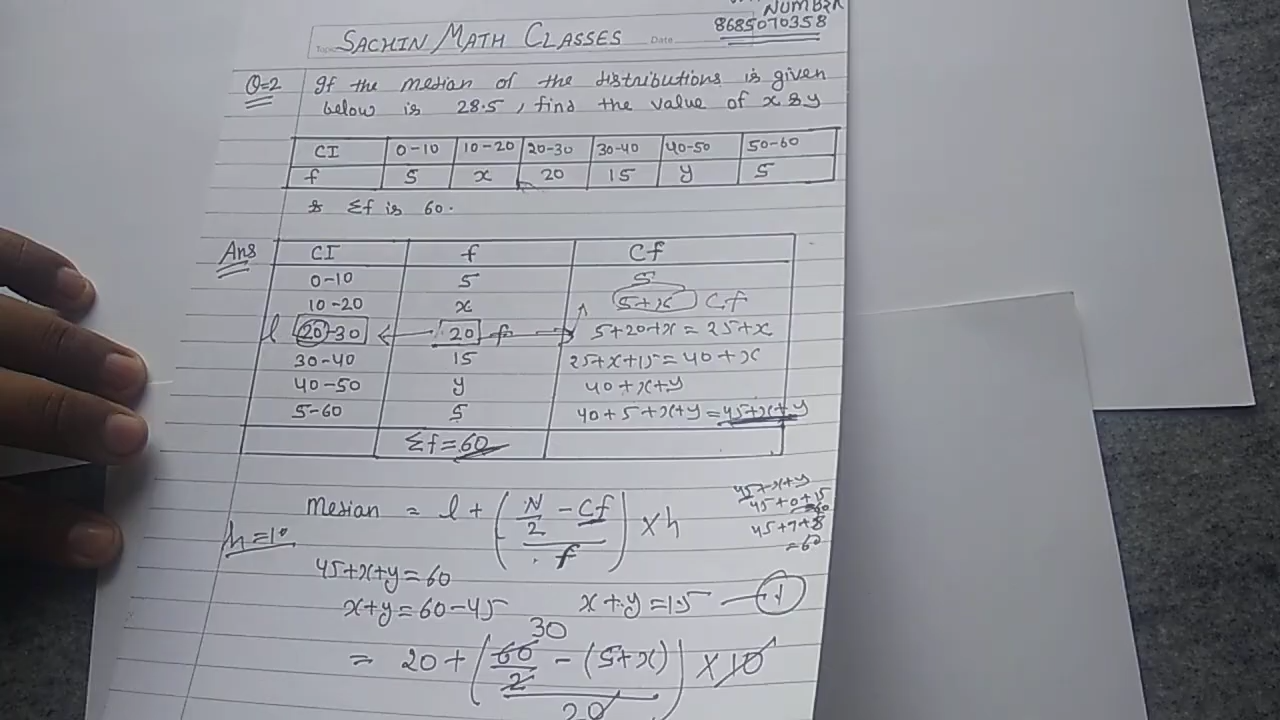 NUMBER
8685070358
SACHIN MATH CLASSES Date
Q=2 If the median of the distributions is given
below is 28.5, find the value of x & y
CI 0-10 10-20 20-30 30-40 40-50 50-60
f 5 x 20 15 y 5
& Σf is 60.
Ans CI f Cf
0-10 5 5
10-20 x 5+x Cf
l 20-30 20 f 5+20+x = 25+x
30-40 15 25+x+15 = 40+x
40-50 y 40+x+y
5-60 5 40+5+x+y = 45+x+y
Σf = 60
45+x+y
45+0+15
=60
45+7+8
=60
Median = l + (N/2 - Cf / f) × h
h = 10
45+x+y = 60
x+y = 60-45 x+y = 15 1
30
= 20 + (60/2 - (5+x) / 20) × 10